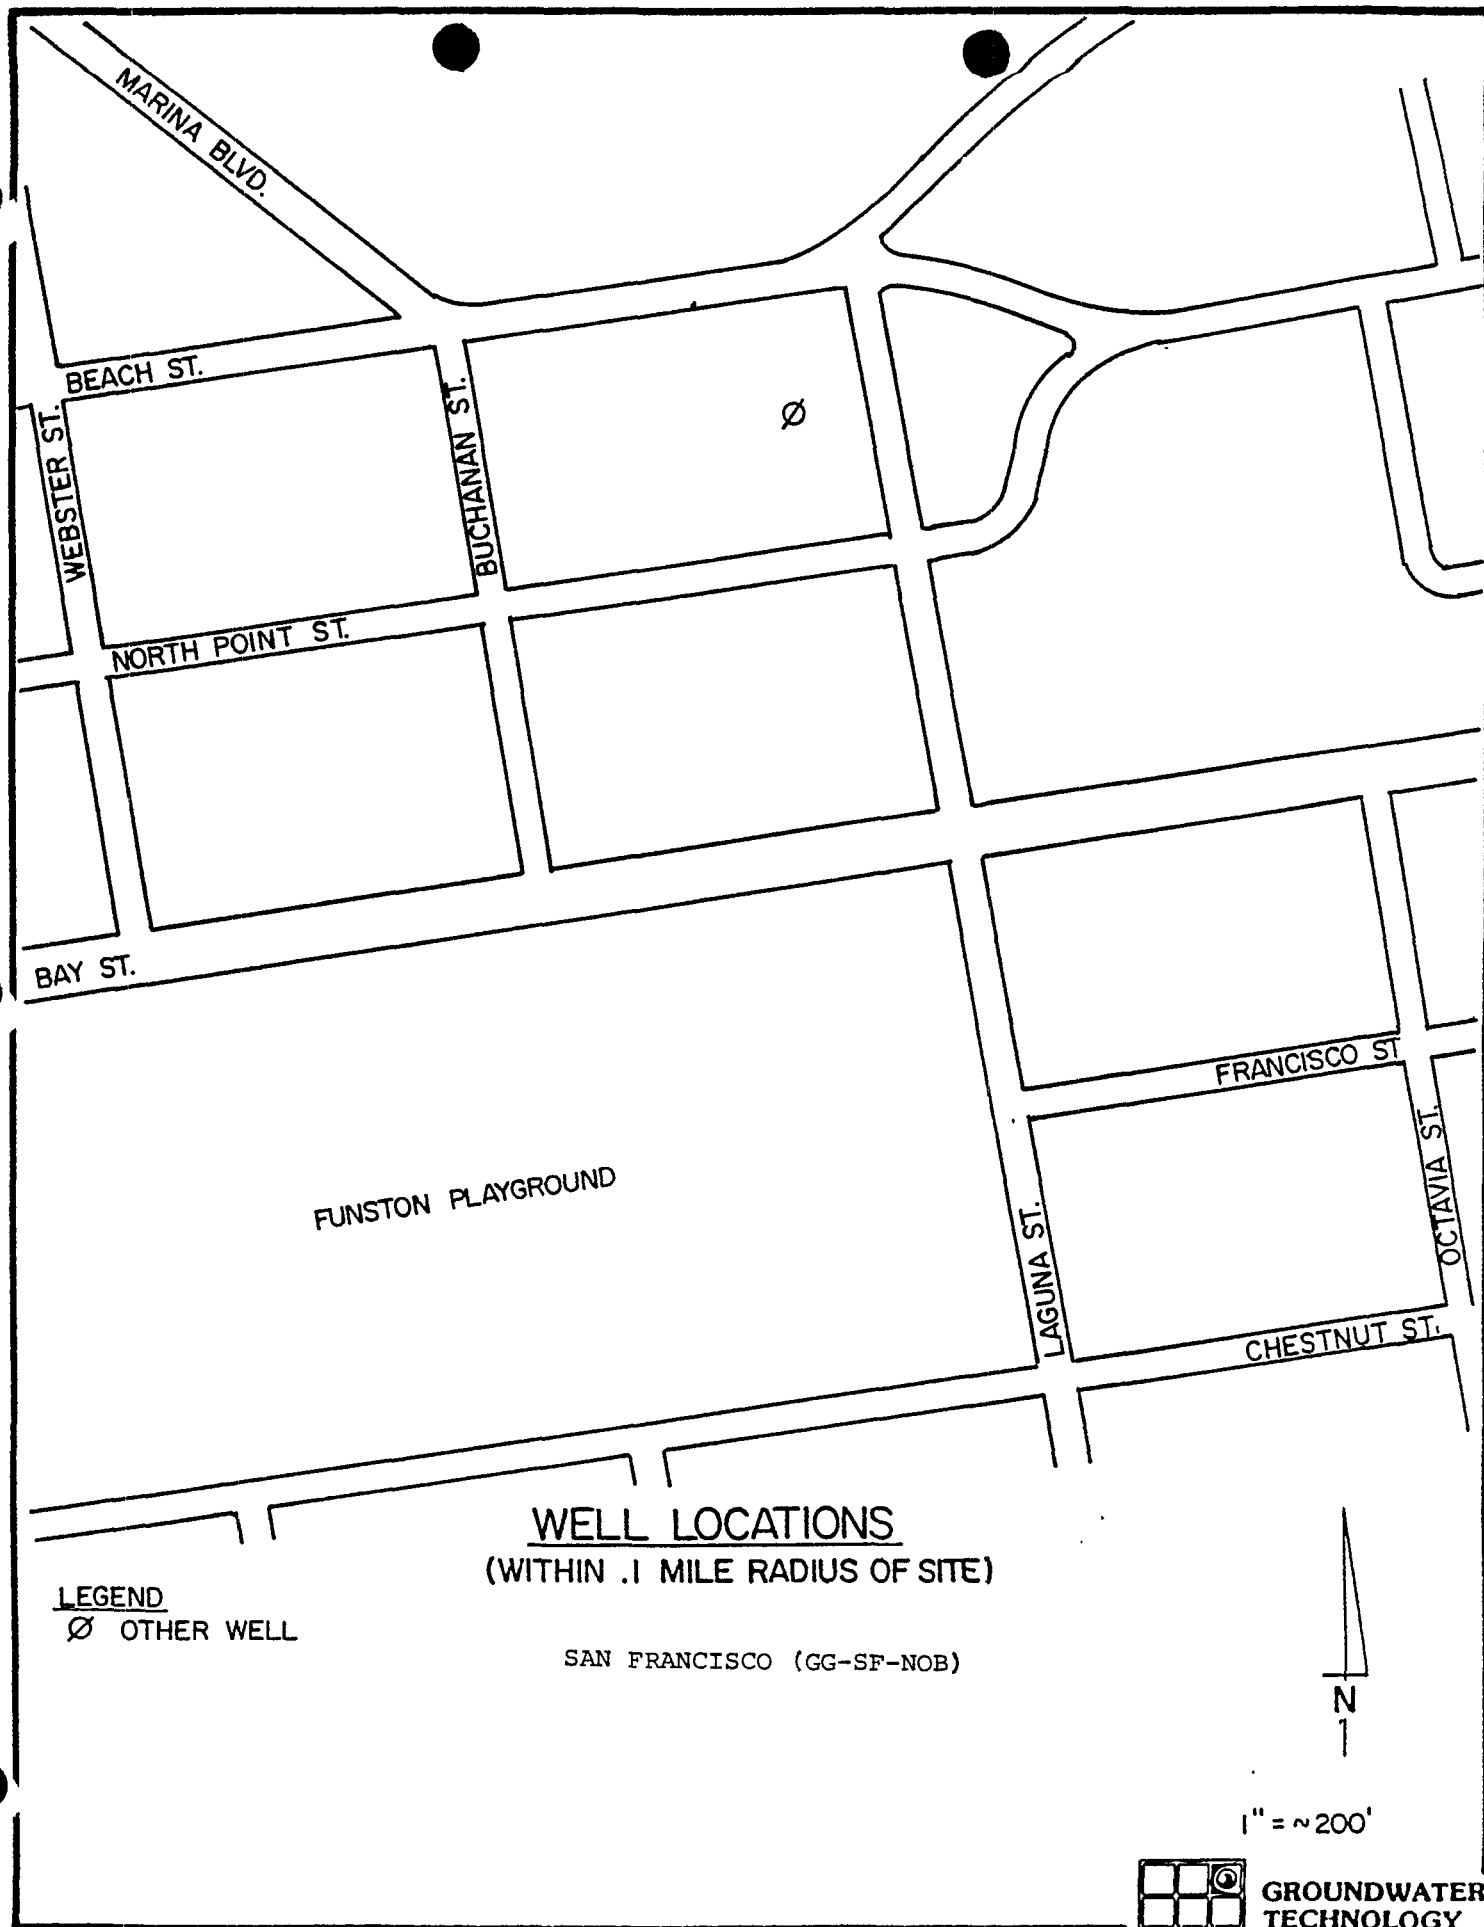 MARINA BLVD.
BEACH ST.
WEBSTER ST.
BUCHANAN ST.
Ø
NORTH POINT ST.
BAY ST.
FRANCISCO ST
OCTAVIA ST.
FUNSTON PLAYGROUND
LAGUNA ST.
CHESTNUT ST.
WELL LOCATIONS
(WITHIN .1 MILE RADIUS OF SITE)
LEGEND
Ø OTHER WELL
SAN FRANCISCO (GG-SF-NOB)
N
1" = ~200'
GROUNDWATER
TECHNOLOGY